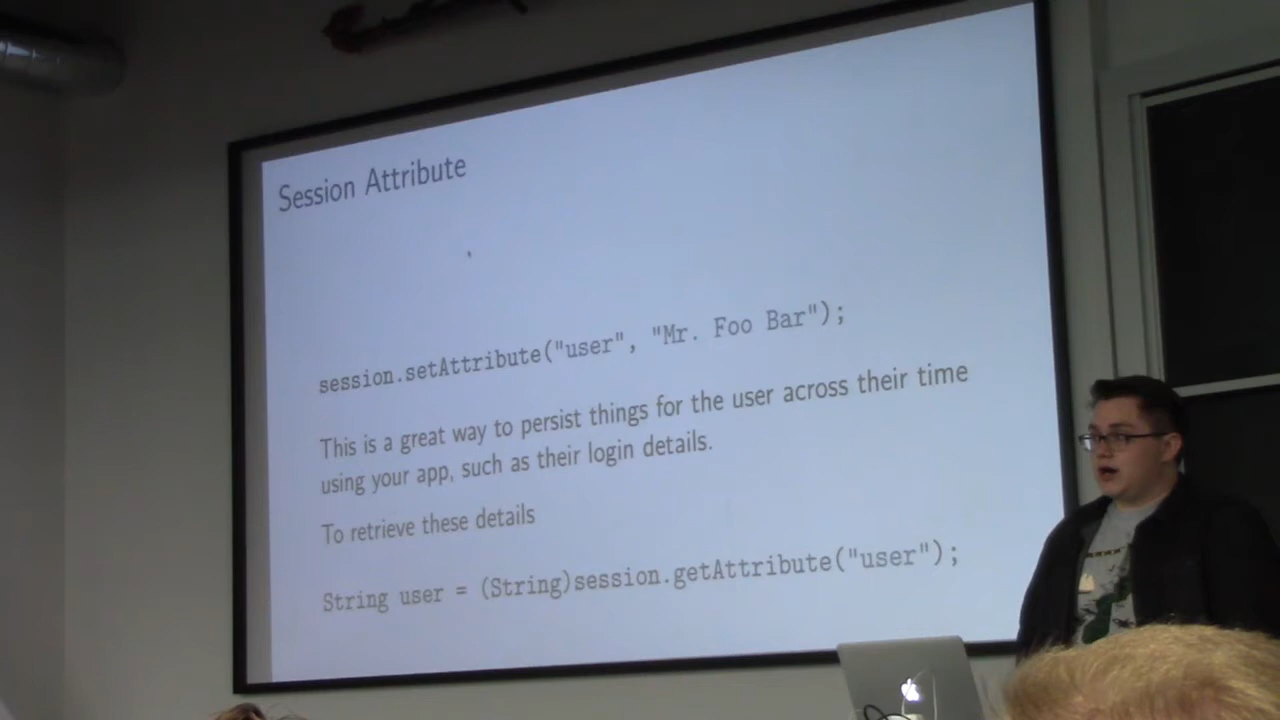 Session Attribute
session.setAttribute("user", "Mr. Foo Bar");
This is a great way to persist things for the user across their time
using your app, such as their login details.
To retrieve these details
String user = (String)session.getAttribute("user");